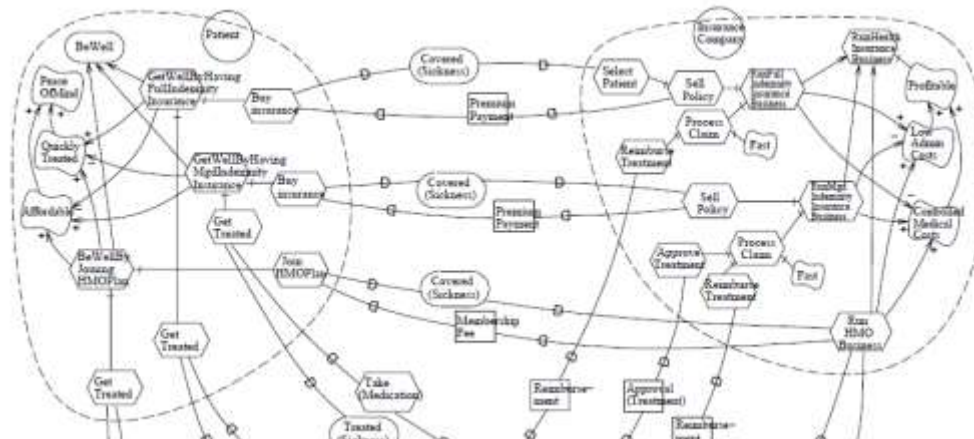 Patient
BeWell
Peace
OfMind
GetWellByHaving
FullIndemnity
Insurance
Buy
insurance
Quickly
Treated
GetWellByHaving
MgdIndemnity
Insurance
Buy
insurance
Affordable
Get
Treated
BeWellBy
Joining
HMOPlan
Join
HMOPlan
Get
Treated
Get
Treated
Covered
(Sickness)
Premium
Payment
Covered
(Sickness)
Premium
Payment
Covered
(Sickness)
Membership
Fee
Take
(Medication)
Treated
(Sickness)
Insurance
Company
Select
Patient
Sell
Policy
RunFull
Indemnity
Insurance
Business
RunHealth
Insurance
Business
Profitable
Process
Claim
Fast
Low
Admin
Costs
Reimburse
Treatment
Sell
Policy
RunMgd
Indemnity
Insurance
Business
Controlled
Medical
Costs
Approve
Treatment
Process
Claim
Fast
Reimburse
Treatment
Run
HMO
Business
Reimburse-
ment
Approval
(Treatment)
Reimburse-
ment